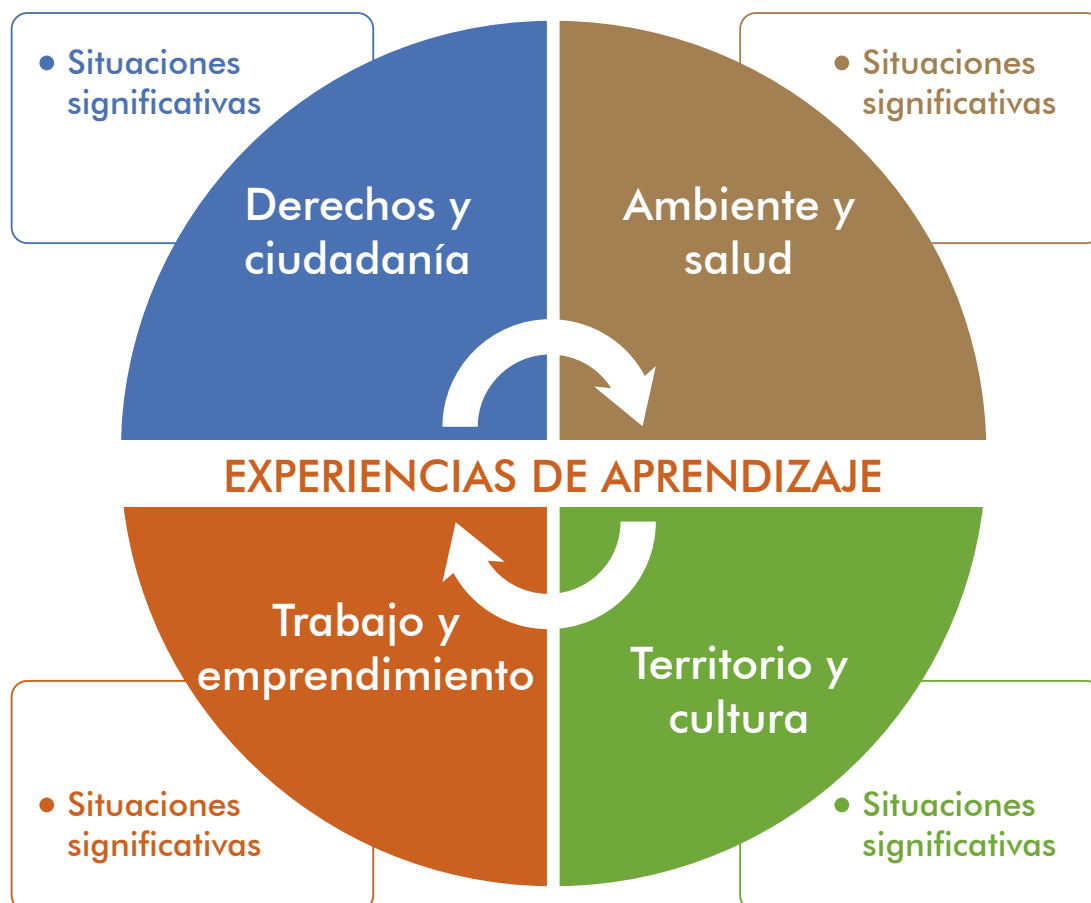 • Situaciones
significativas
• Situaciones
significativas
Derechos y
ciudadanía
Ambiente y
salud
EXPERIENCIAS DE APRENDIZAJE
Trabajo y
emprendimiento
Territorio y
cultura
• Situaciones
significativas
• Situaciones
significativas